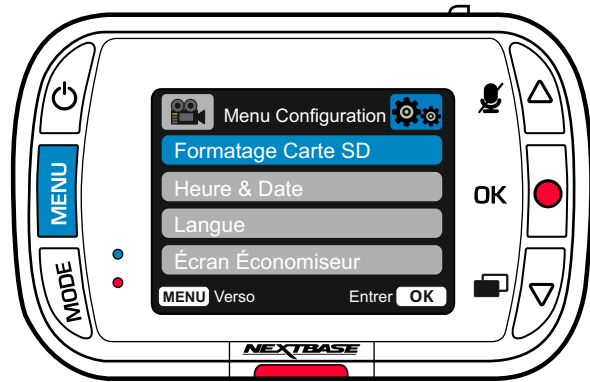 Menu Configuration
Formatage Carte SD
Heure & Date
Langue
Écran Économiseur
MENU Verso Entrer OK
MENU
MODE
OK
NEXTBASE